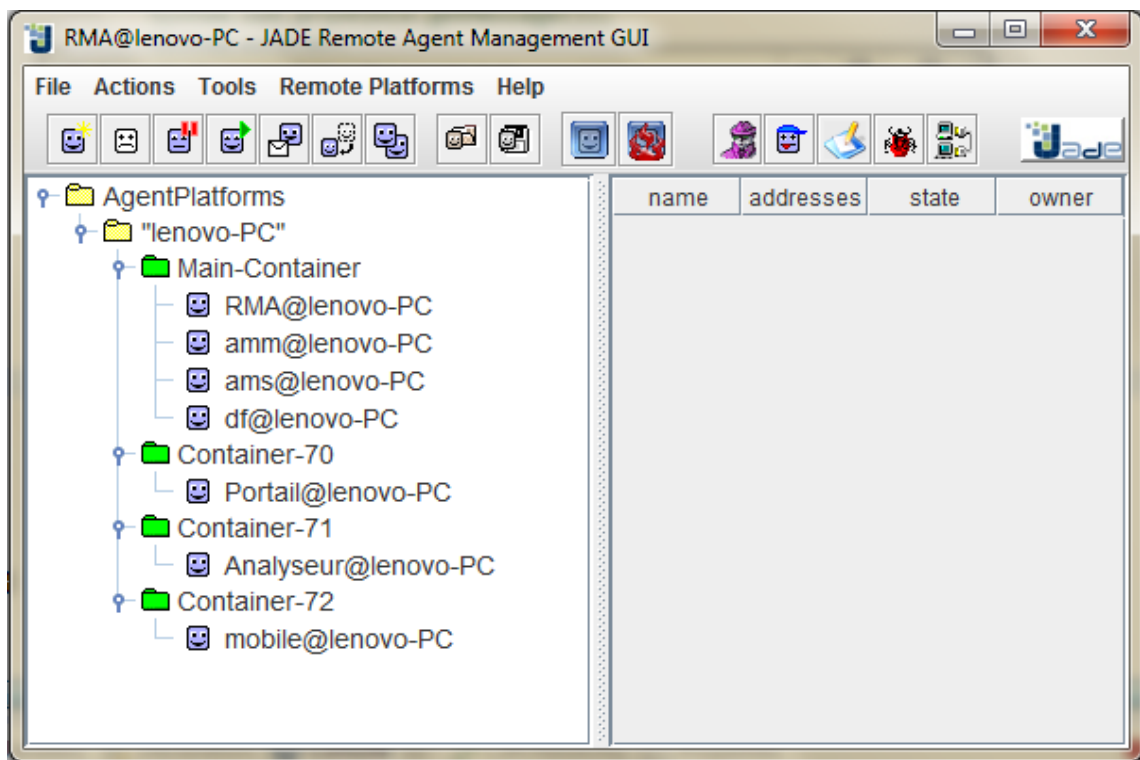 RMA@lenovo-PC - JADE Remote Agent Management GUI
File Actions Tools Remote Platforms Help
Jade
name addresses state owner
AgentPlatforms
"lenovo-PC"
Main-Container
RMA@lenovo-PC
amm@lenovo-PC
ams@lenovo-PC
df@lenovo-PC
Container-70
Portail@lenovo-PC
Container-71
Analyseur@lenovo-PC
Container-72
mobile@lenovo-PC